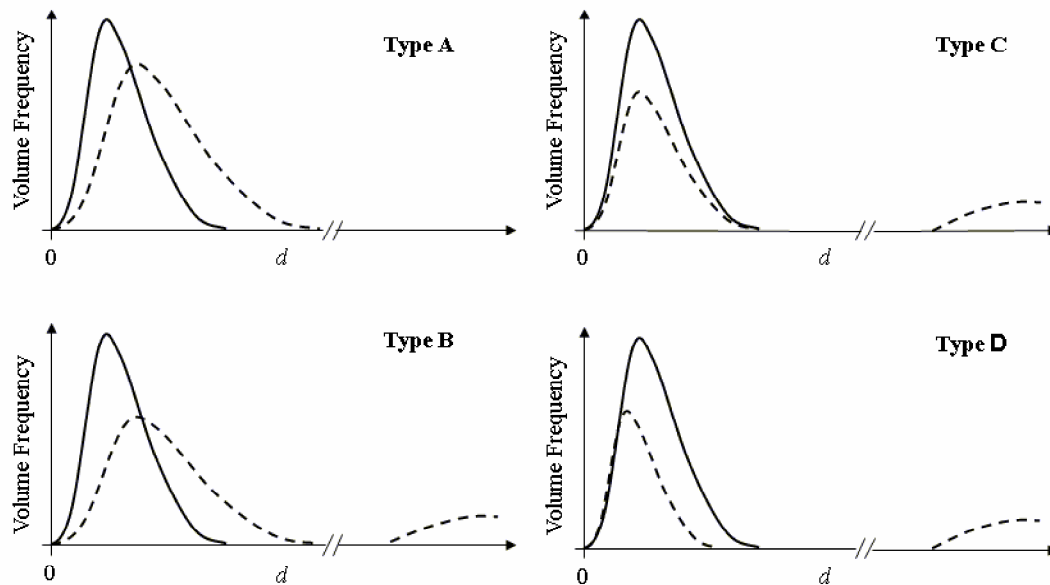 Volume Frequency
Type A
0
d
Volume Frequency
Type C
0
d
Volume Frequency
Type B
0
d
Volume Frequency
Type D
0
d